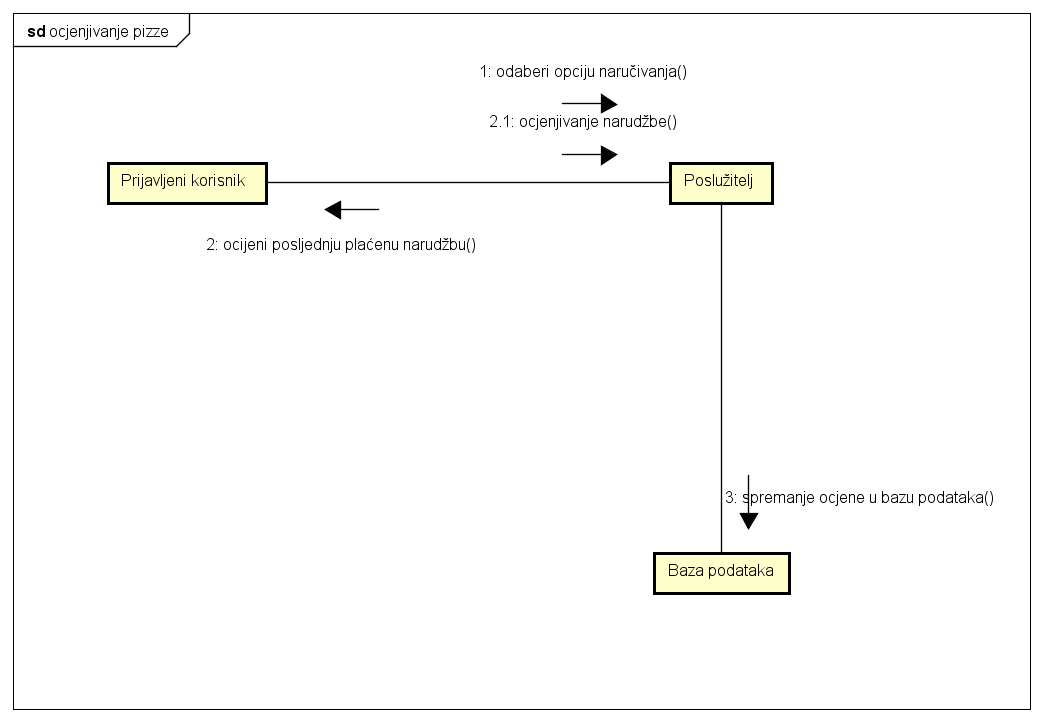 sd ocjenjivanje pizze
1: odaberi opciju naručivanja()
2.1: ocjenjivanje narudžbe()
Prijavljeni korisnik
Poslužitelj
2: ocijeni posljednju plaćenu narudžbu()
3: spremanje ocjene u bazu podataka()
Baza podataka